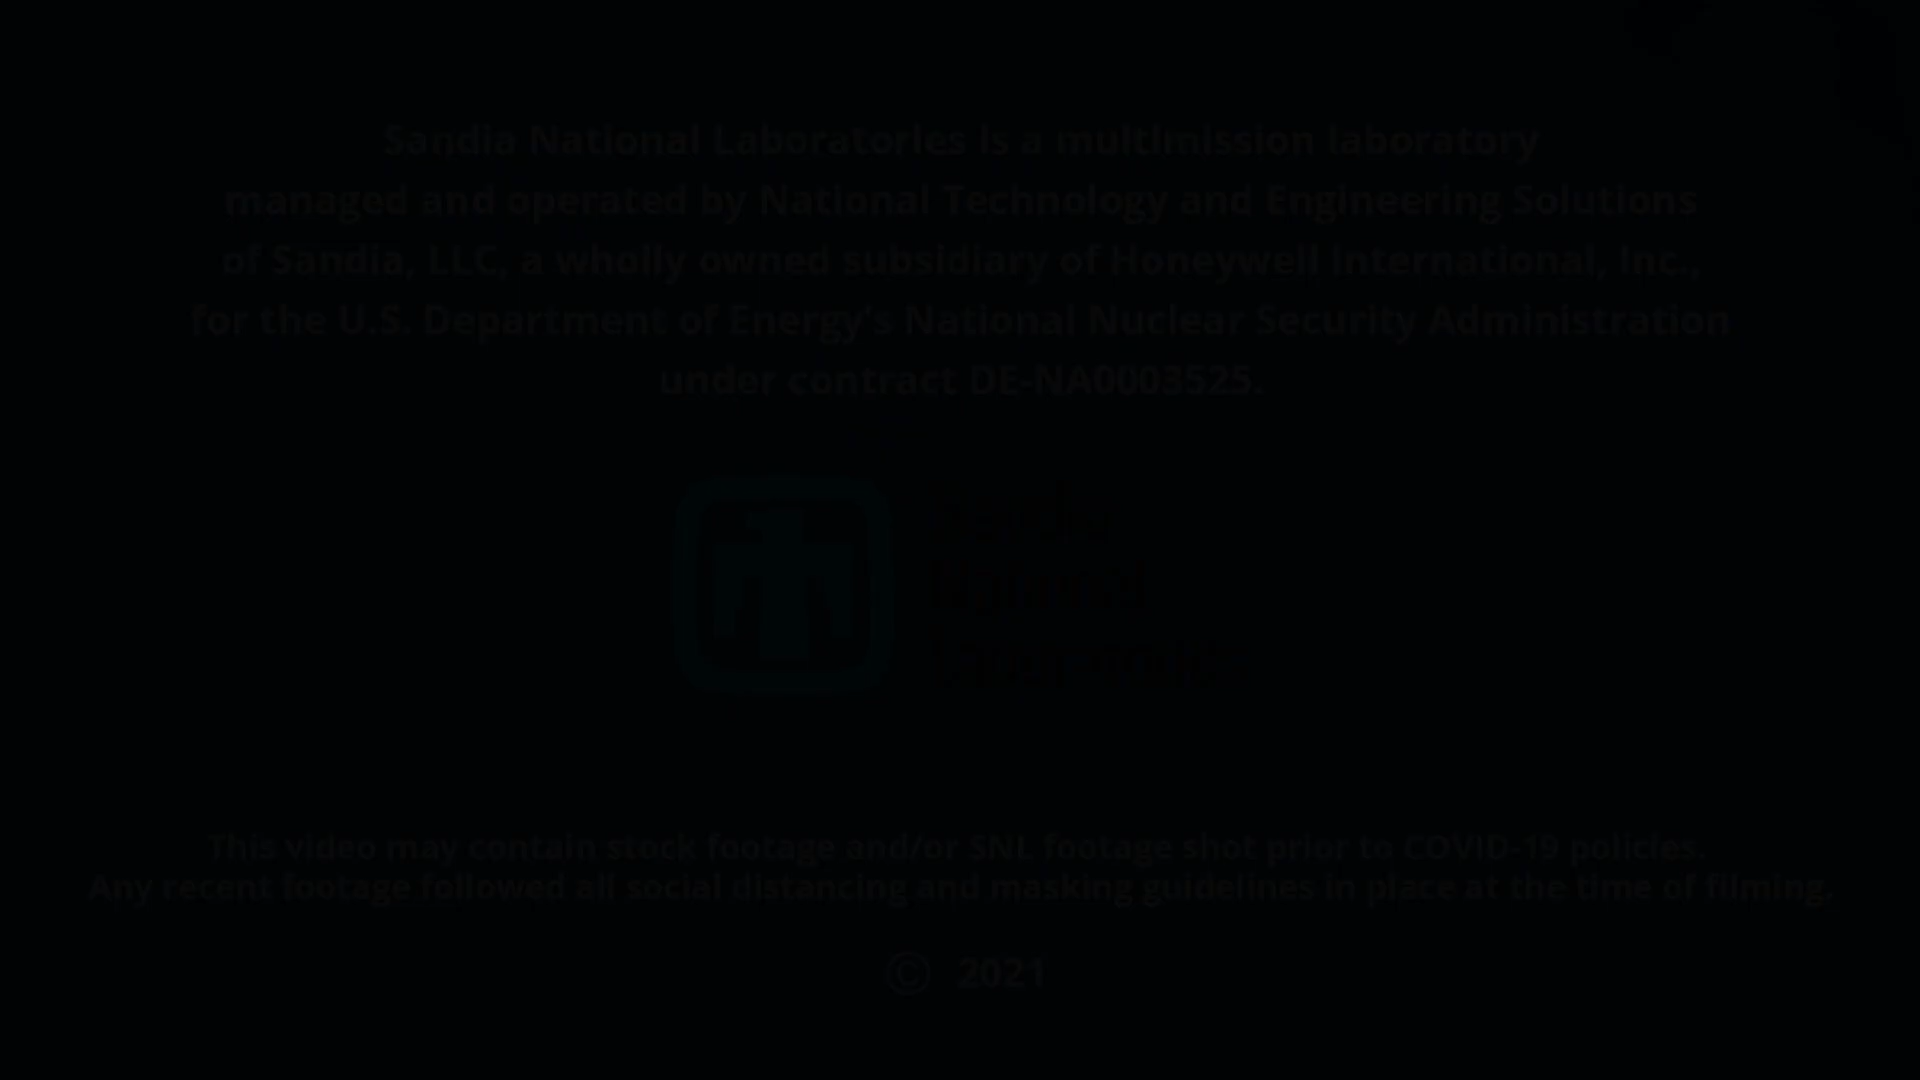 Sandia National Laboratories is a multimission laboratory
managed and operated by National Technology and Engineering Solutions
of Sandia, LLC, a wholly owned subsidiary of Honeywell International, Inc.,
for the U.S. Department of Energy's National Nuclear Security Administration
under contract DE-NA0003525.
Sandia
National
Laboratories
This video may contain stock footage and/or SNL footage shot prior to COVID-19 policies.
Any recent footage followed all social distancing and masking guidelines in place at the time of filming.
© 2021